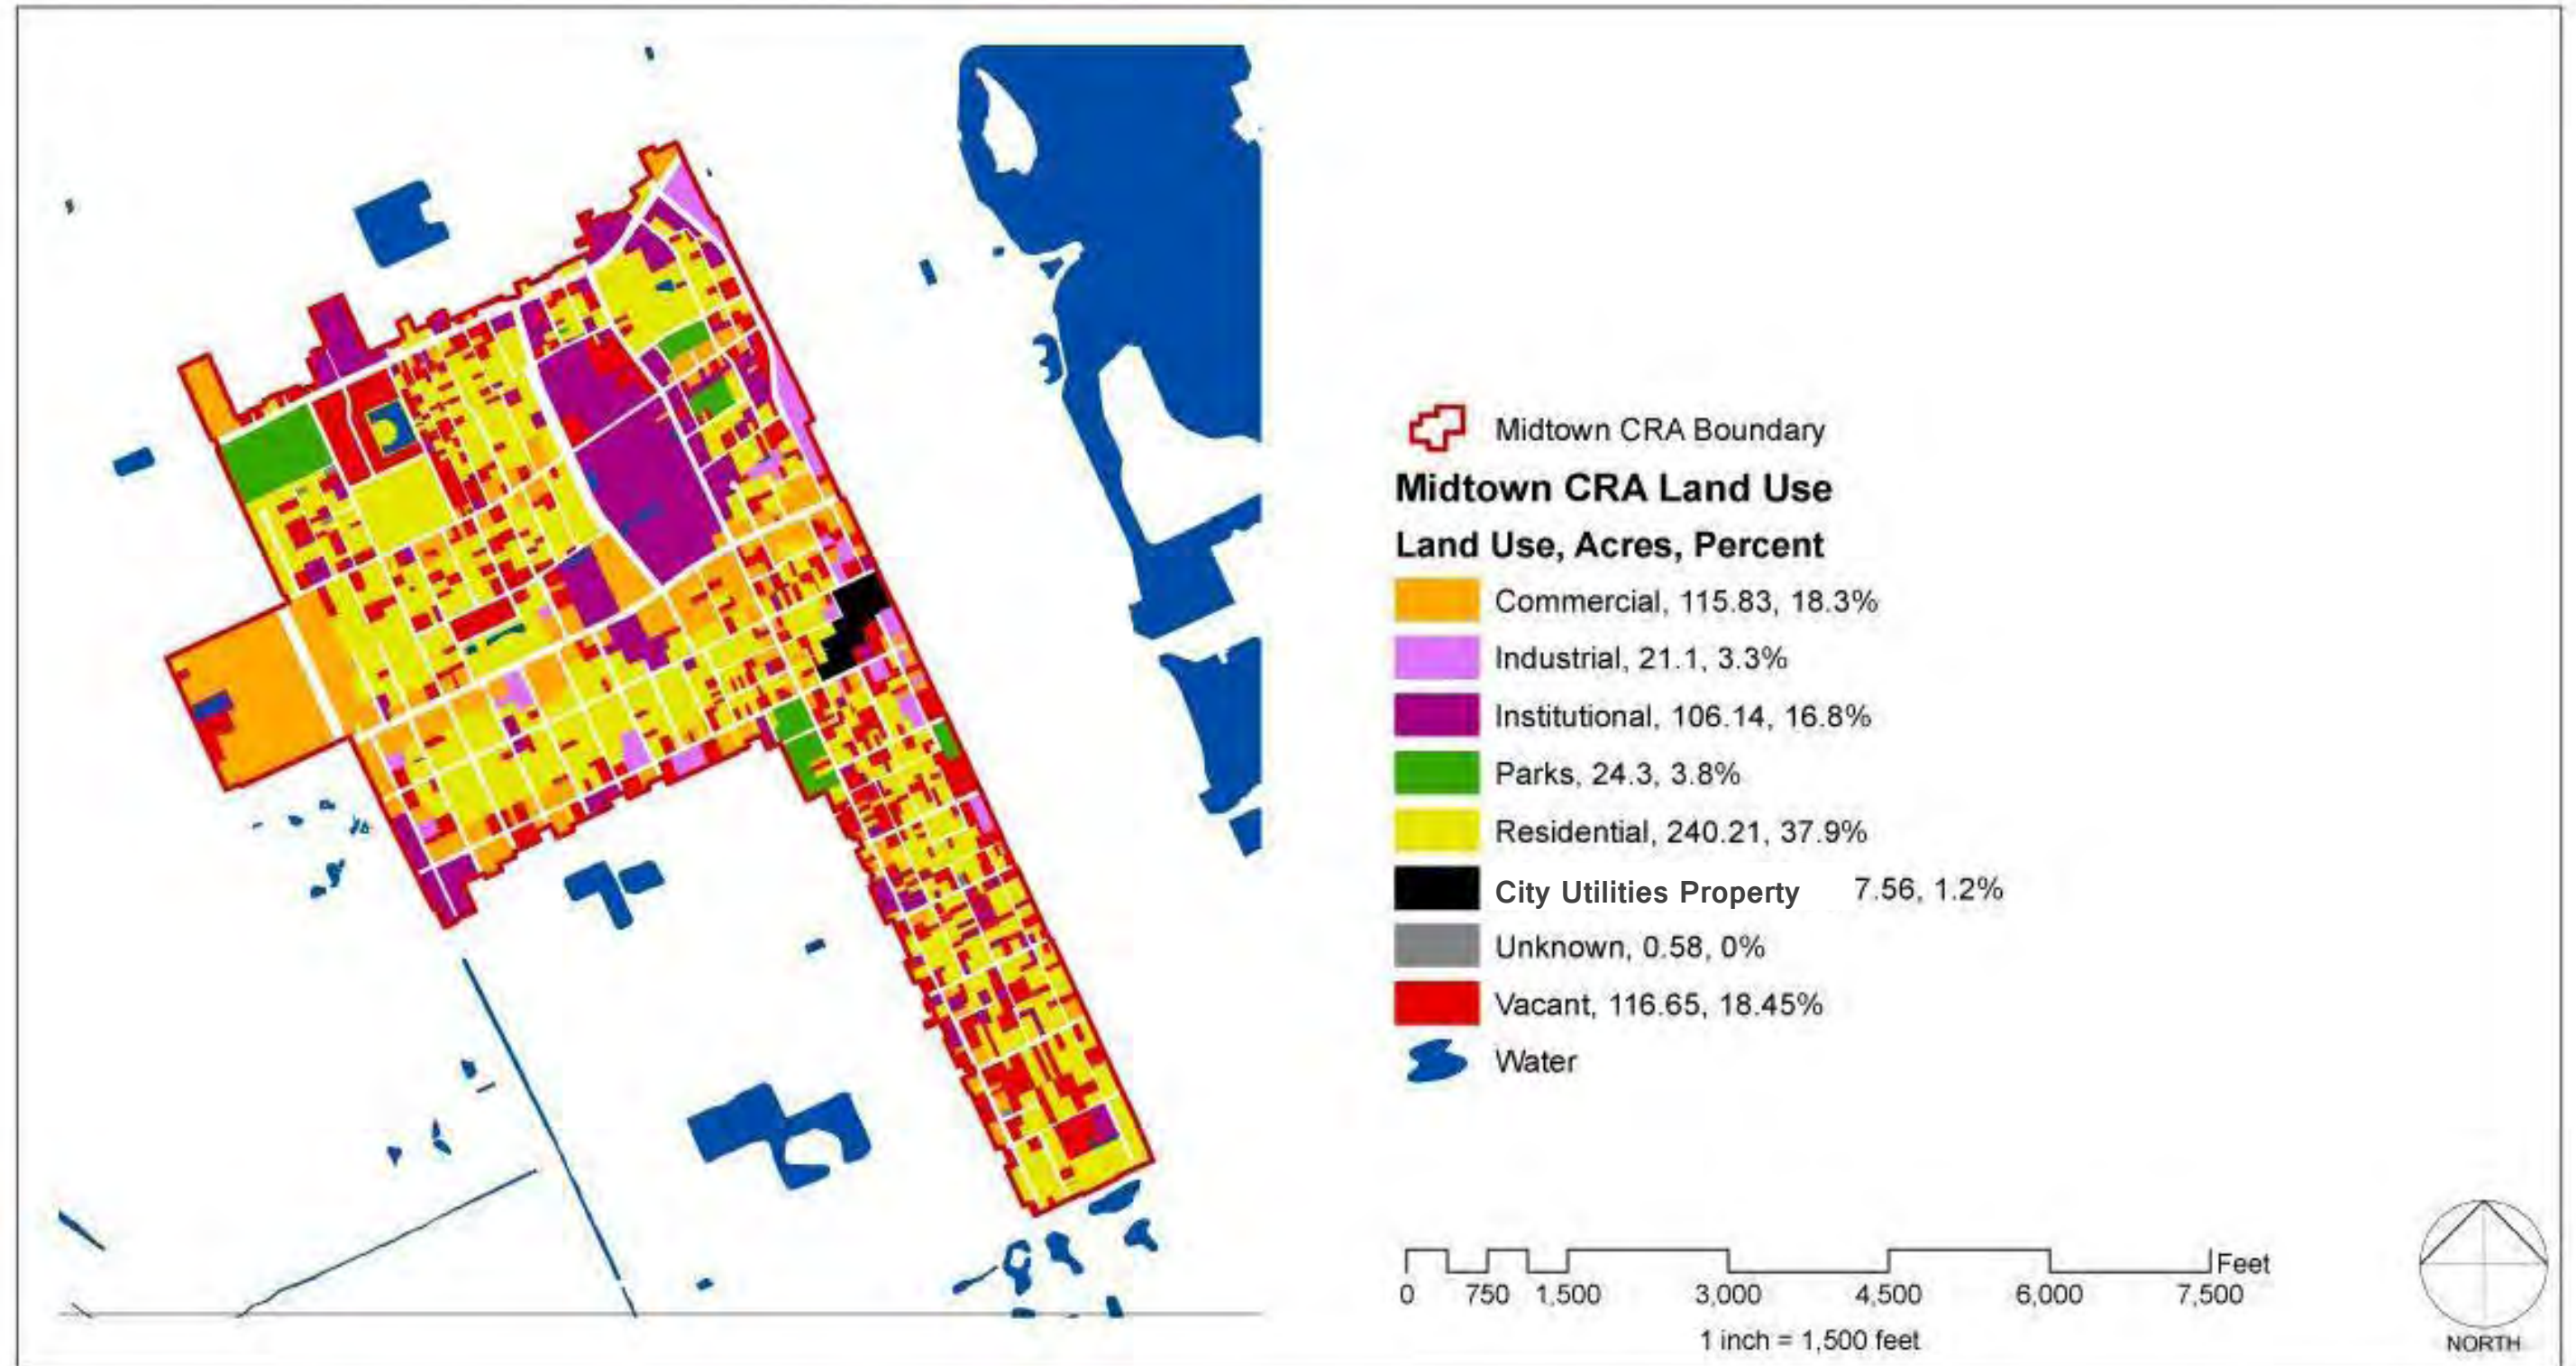 Midtown CRA Boundary
Midtown CRA Land Use
Land Use, Acres, Percent
Commercial, 115.83, 18.3%
Industrial, 21.1, 3.3%
Institutional, 106.14, 16.8%
Parks, 24.3, 3.8%
Residential, 240.21, 37.9%
City Utilities Property 7.56, 1.2%
Unknown, 0.58, 0%
Vacant, 116.65, 18.45%
Water
Feet
0 750 1,500 3,000 4,500 6,000 7,500
1 inch = 1,500 feet
NORTH